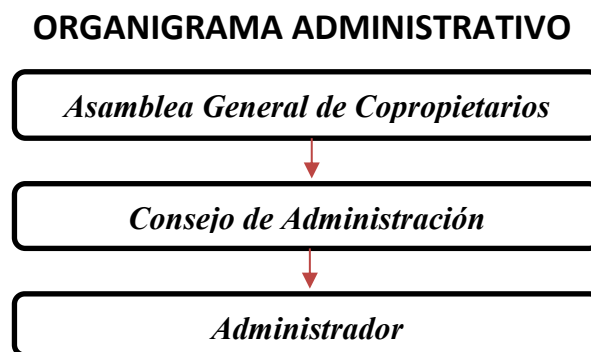 ORGANIGRAMA ADMINISTRATIVO
Asamblea General de Copropietarios
Consejo de Administración
Administrador